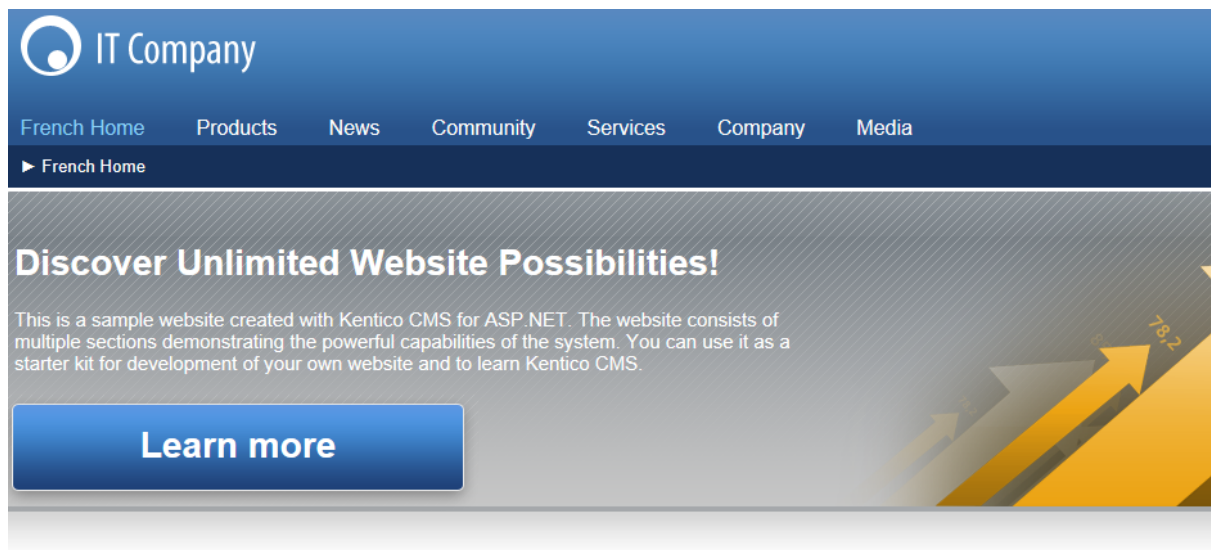 IT Company
French Home Products News Community Services Company Media
► French Home
Discover Unlimited Website Possibilities!
This is a sample website created with Kentico CMS for ASP.NET. The website consists of
multiple sections demonstrating the powerful capabilities of the system. You can use it as a
starter kit for development of your own website and to learn Kentico CMS.
78,2
Learn more